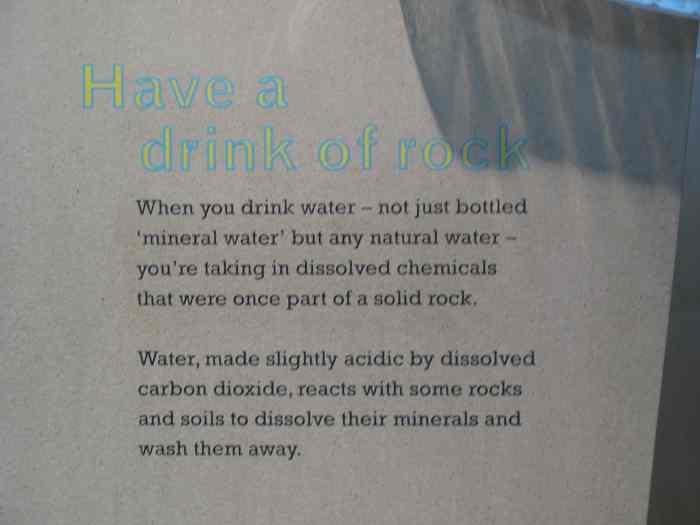 Have a
drink of rock
When you drink water – not just bottled
‘mineral water’ but any natural water –
you’re taking in dissolved chemicals
that were once part of a solid rock.
Water, made slightly acidic by dissolved
carbon dioxide, reacts with some rocks
and soils to dissolve their minerals and
wash them away.